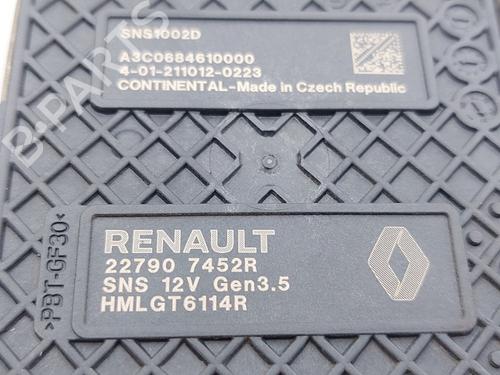 SNS1002D
A3C0684610000
4-01-211012-0223
CONTINENTAL-Made in Czech Republic
>PBT-GF30<
RENAULT
22790 7452R
SNS 12V Gen3.5
HMLGT6114R
B-PARTS